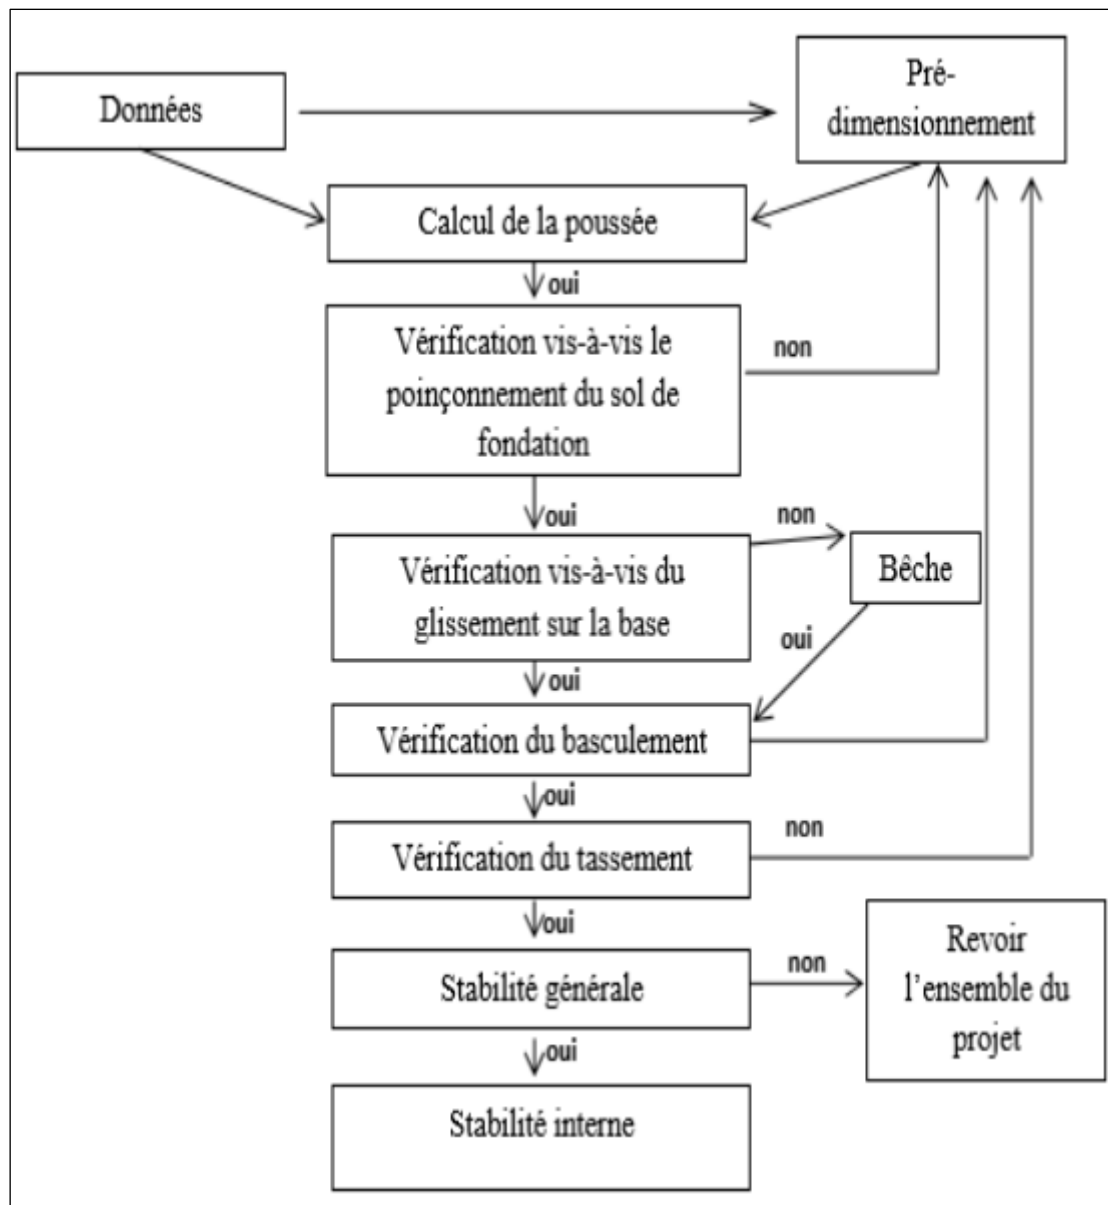 Données
Pré-
dimensionnement
Calcul de la poussée
oui
Vérification vis-à-vis le
poinçonnement du sol de
fondation
non
oui
Vérification vis-à-vis du
glissement sur la base
non
Bêche
oui
oui
Vérification du basculement
oui
Vérification du tassement
non
oui
Stabilité générale
non
Revoir
l'ensemble du
projet
oui
Stabilité interne